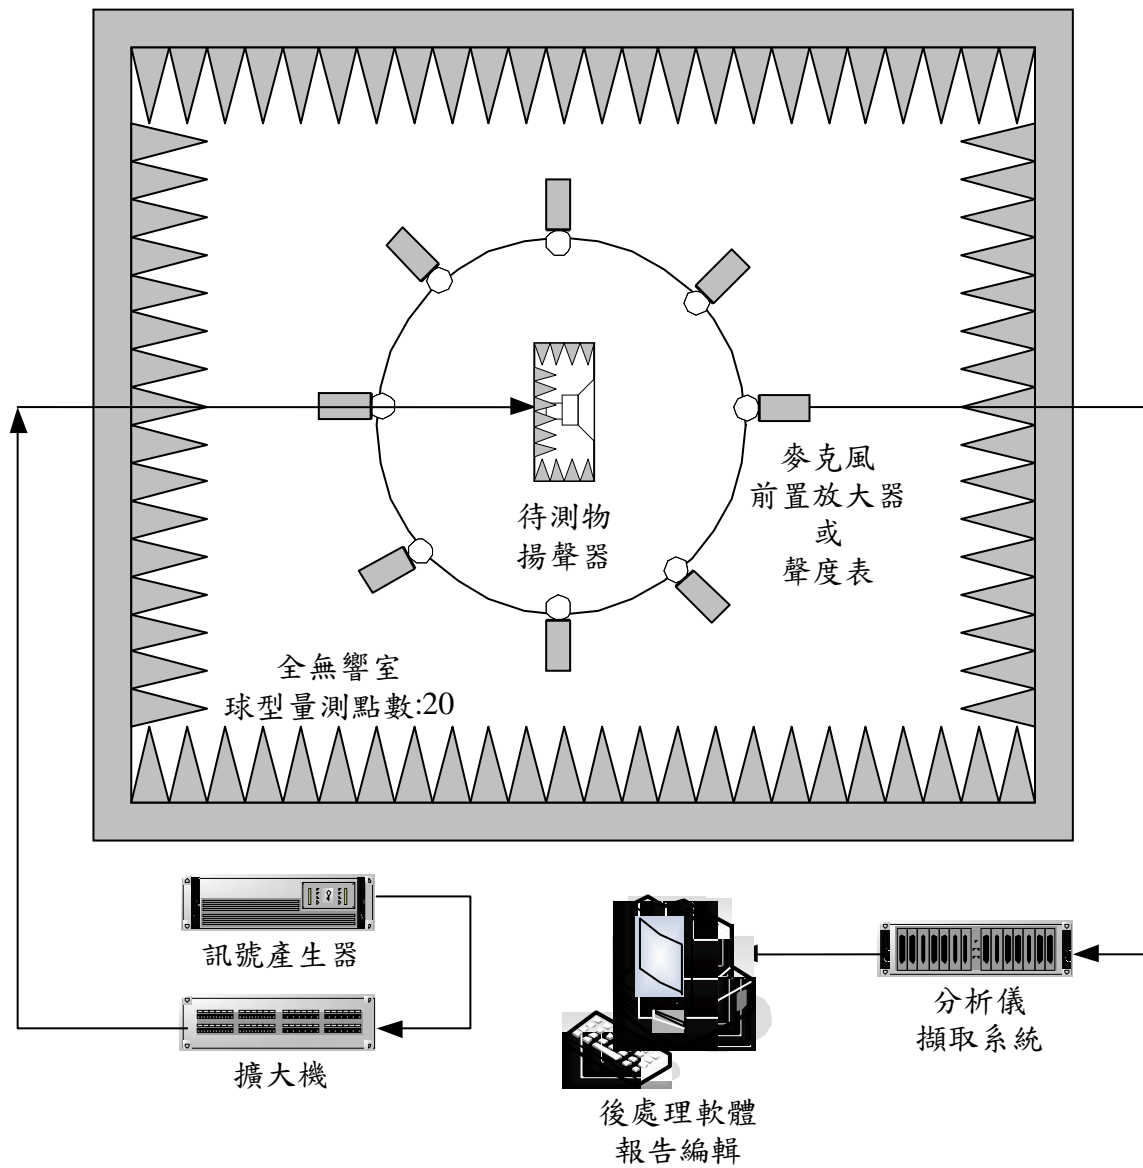 麥克風
前置放大器
或
聲度表
待測物
揚聲器
全無響室
球型量測點數:20
訊號產生器
擴大機
分析儀
擷取系統
後處理軟體
報告編輯